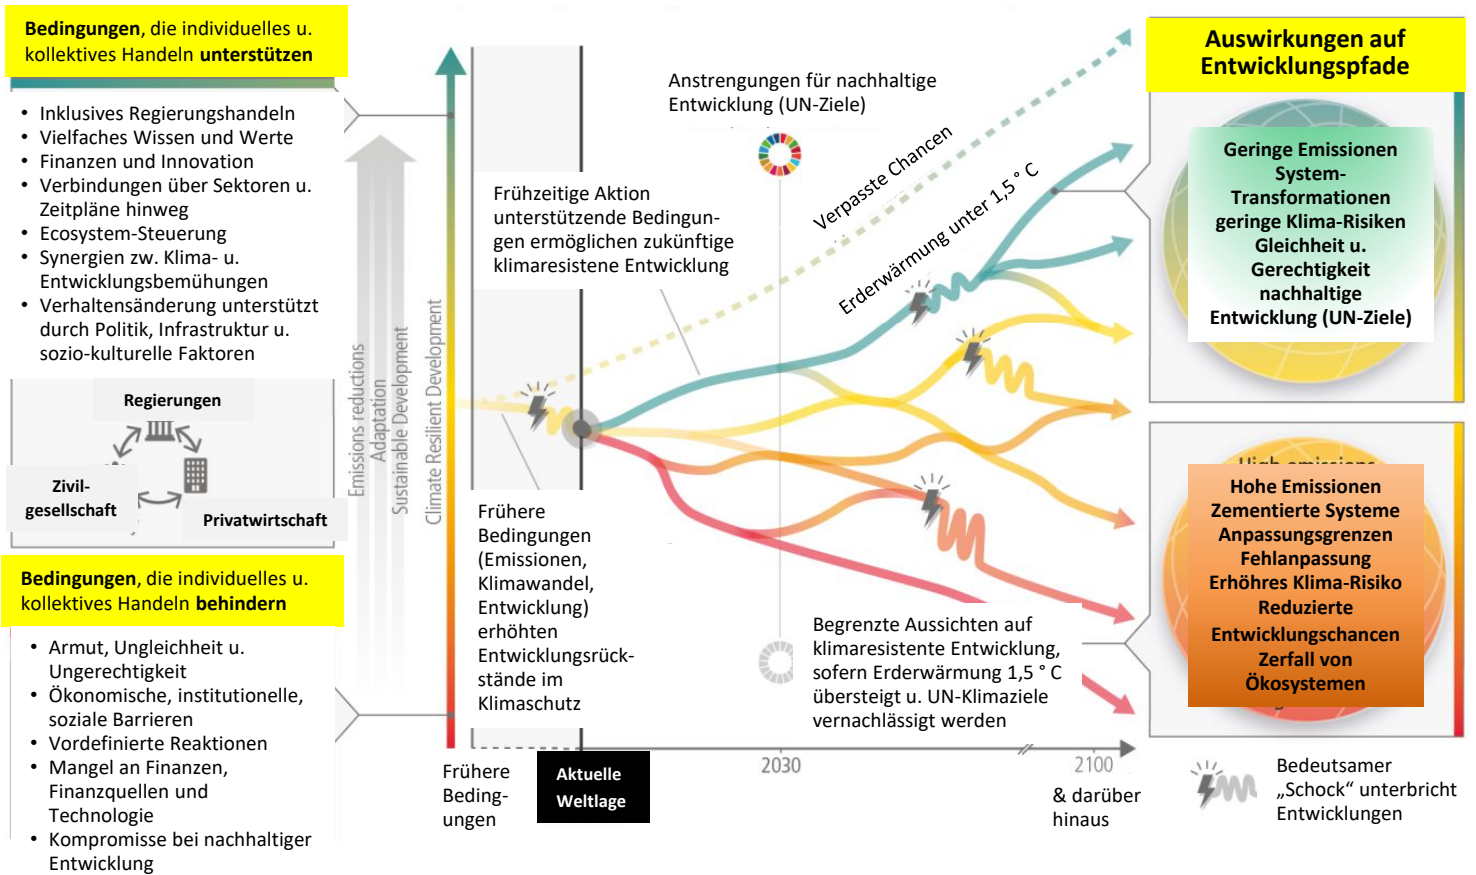 Bedingungen, die individuelles u.
kollektives Handeln unterstützen
• Inklusives Regierungshandeln
• Vielfaches Wissen und Werte
• Finanzen und Innovation
• Verbindungen über Sektoren u.
Zeitpläne hinweg
• Ecosystem-Steuerung
• Synergien zw. Klima- u.
Entwicklungsbemühungen
• Verhaltensänderung unterstützt
durch Politik, Infrastruktur u.
sozio-kulturelle Faktoren
Regierungen
Zivil-
gesellschaft
Privatwirtschaft
Bedingungen, die individuelles u.
kollektives Handeln behindern
• Armut, Ungleichheit u.
Ungerechtigkeit
• Ökonomische, institutionelle,
soziale Barrieren
• Vordefinierte Reaktionen
• Mangel an Finanzen,
Finanzquellen und
Technologie
• Kompromisse bei nachhaltiger
Entwicklung
Emissions reductions
Adaptation
Sustainable Development
Climate Resilient Development
Anstrengungen für nachhaltige
Entwicklung (UN-Ziele)
Frühzeitige Aktion
unterstützende Bedingun-
gen ermöglichen zukünftige
klimaresistene Entwicklung
Verpasste Chancen
Erderwärmung unter 1,5 ° C
Frühere
Bedingungen
(Emissionen,
Klimawandel,
Entwicklung)
erhöhten
Entwicklungsrück-
stände im
Klimaschutz
Begrenzte Aussichten auf
klimaresistente Entwicklung,
sofern Erderwärmung 1,5 ° C
übersteigt u. UN-Klimaziele
vernachlässigt werden
Frühere
Beding-
ungen
Aktuelle
Weltlage
2030
2100
& darüber
hinaus
Auswirkungen auf
Entwicklungspfade
Geringe Emissionen
System-
Transformationen
geringe Klima-Risiken
Gleichheit u.
Gerechtigkeit
nachhaltige
Entwicklung (UN-Ziele)
High emissions
Hohe Emissionen
Zementierte Systeme
Anpassungsgrenzen
Fehlanpassung
Erhöhres Klima-Risiko
Reduzierte
Entwicklungschancen
Zerfall von
Ökosystemen
Bedeutsamer
„Schock“ unterbricht
Entwicklungen